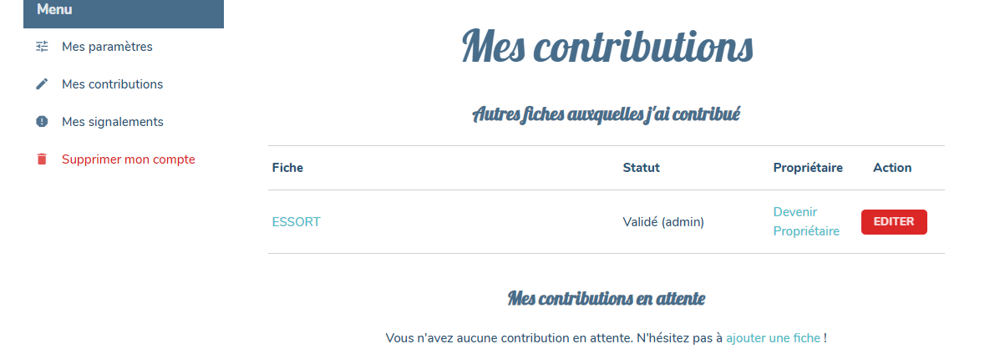 Menu
Mes paramètres
Mes contributions
Mes signalements
Supprimer mon compte
Mes contributions
Autres fiches auxquelles j'ai contribué
Fiche Statut Propriétaire Action
ESSORT Validé (admin) Devenir Propriétaire EDITER
Mes contributions en attente
Vous n'avez aucune contribution en attente. N'hésitez pas à ajouter une fiche !